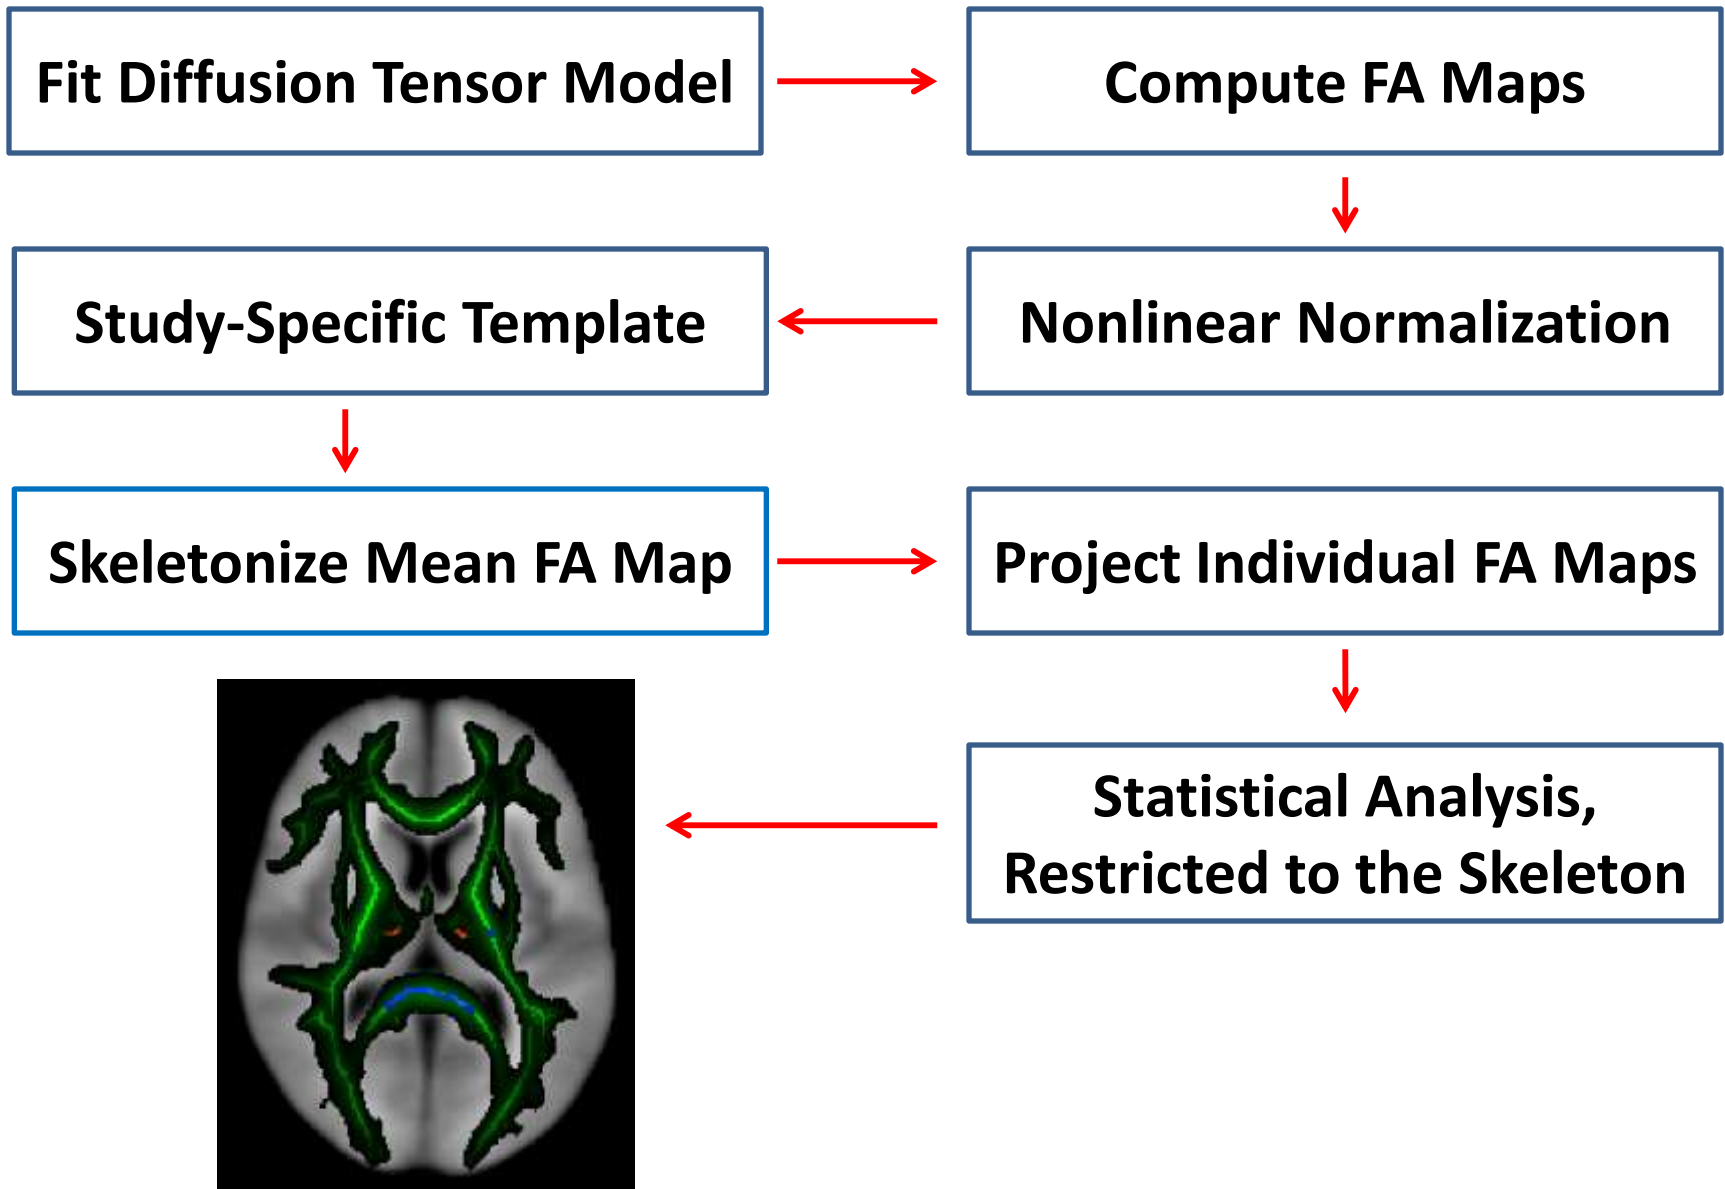 Fit Diffusion Tensor Model
Compute FA Maps
Nonlinear Normalization
Study-Specific Template
Skeletonize Mean FA Map
Project Individual FA Maps
Statistical Analysis,
Restricted to the Skeleton